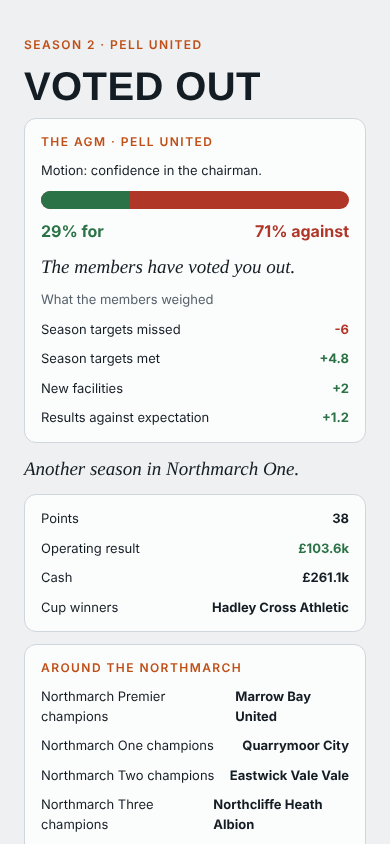 SEASON 2 · PELL UNITED
VOTED OUT
THE AGM · PELL UNITED
Motion: confidence in the chairman.
29% for 71% against
The members have voted you out.
What the members weighed
Season targets missed -6
Season targets met +4.8
New facilities +2
Results against expectation +1.2
Another season in Northmarch One.
Points 38
Operating result £103.6k
Cash £261.1k
Cup winners Hadley Cross Athletic
AROUND THE NORTHMARCH
Northmarch Premier champions Marrow Bay United
Northmarch One champions Quarrymoor City
Northmarch Two champions Eastwick Vale Vale
Northmarch Three champions Northcliffe Heath Albion